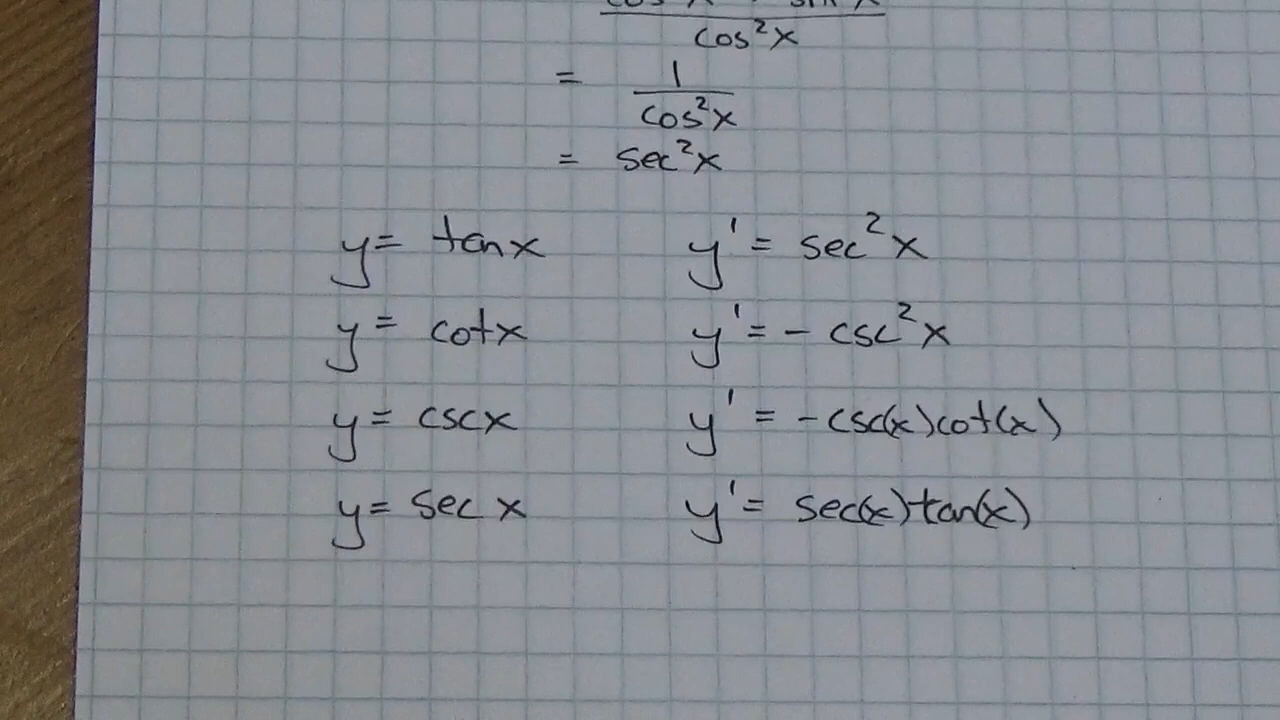 cos²x
= 1
cos²x
= sec²x
y = tanx y' = sec²x
y = cotx y' = - csc²x
y = cscx y' = -csc(x)cot(x)
y = sec x y' = sec(x)tan(x)